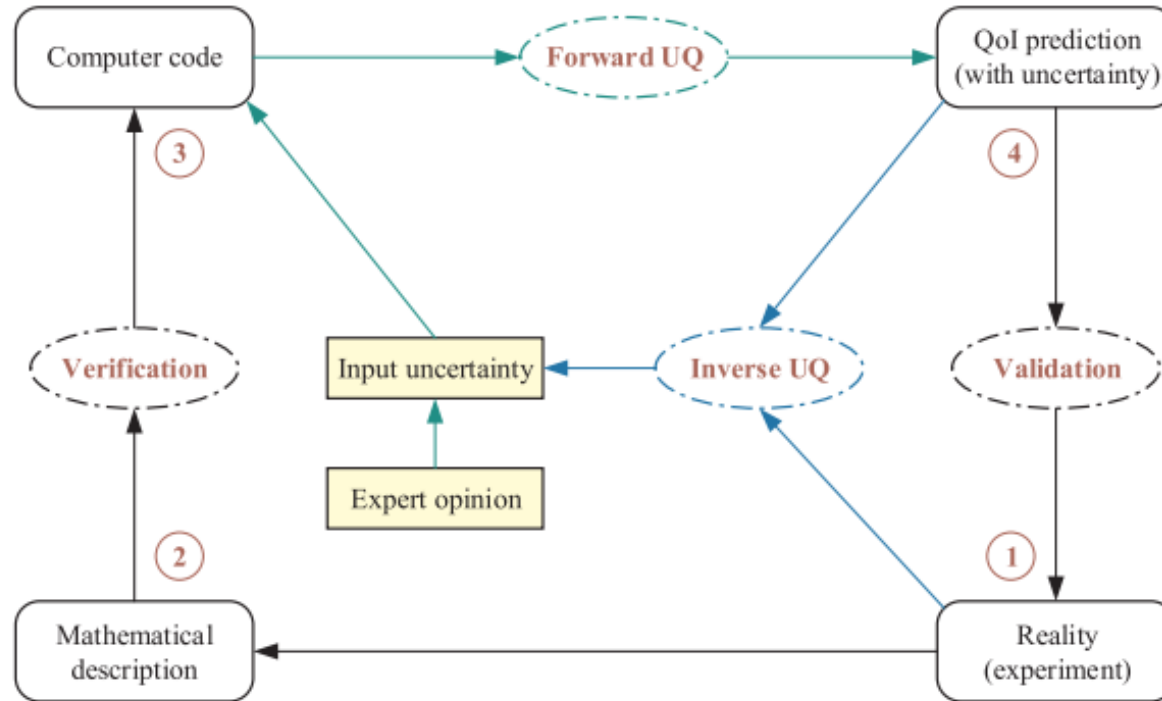 Computer code
Forward UQ
QoI prediction
(with uncertainty)
3
4
Verification
Input uncertainty
Inverse UQ
Validation
Expert opinion
2
1
Mathematical
description
Reality
(experiment)